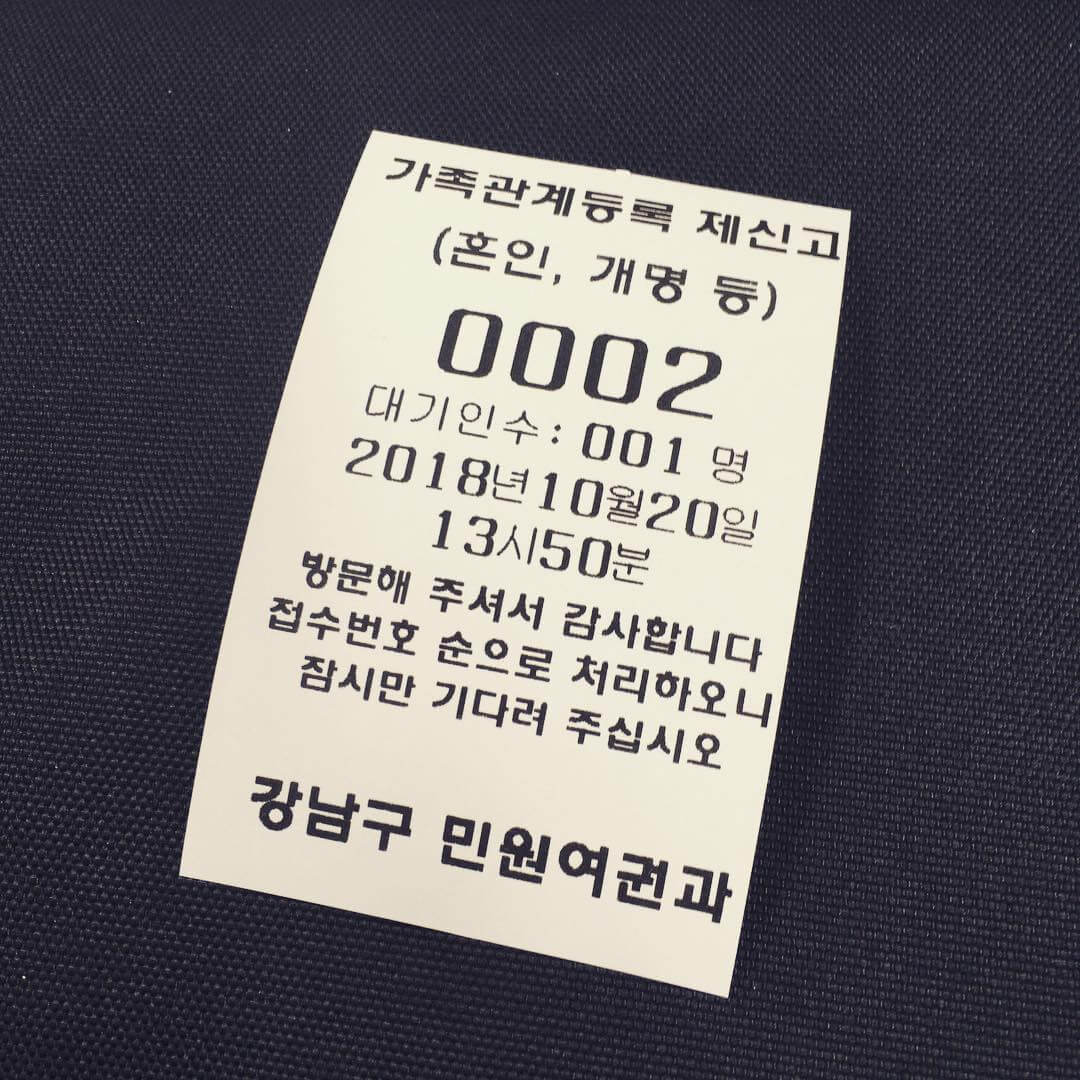 가족관계등록 제신고
(혼인, 개명 등)
0002
대기인수: 001 명
2018년10월20일
13시50분
방문해 주셔서 감사합니다
접수번호 순으로 처리하오니
잠시만 기다려 주십시오
강남구 민원여권과